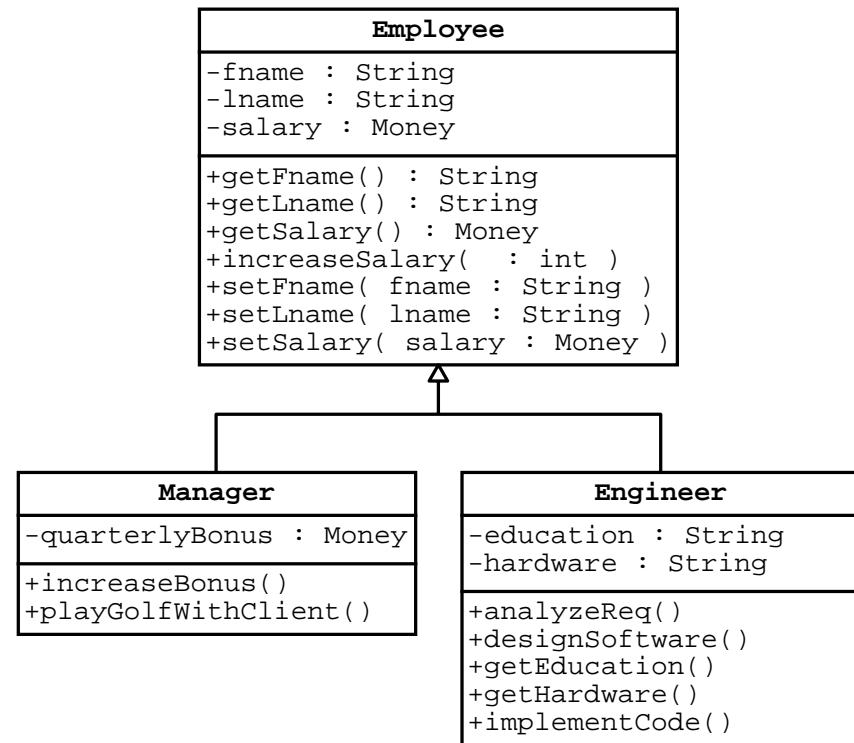 Employee
-fname : String
-lname : String
-salary : Money
+getFname() : String
+getLname() : String
+getSalary() : Money
+increaseSalary(  : int )
+setFname( fname : String )
+setLname( lname : String )
+setSalary( salary : Money )
Manager
-quarterlyBonus : Money
+increaseBonus()
+playGolfWithClient()
Engineer
-education : String
-hardware : String
+analyzeReq()
+designSoftware()
+getEducation()
+getHardware()
+implementCode()